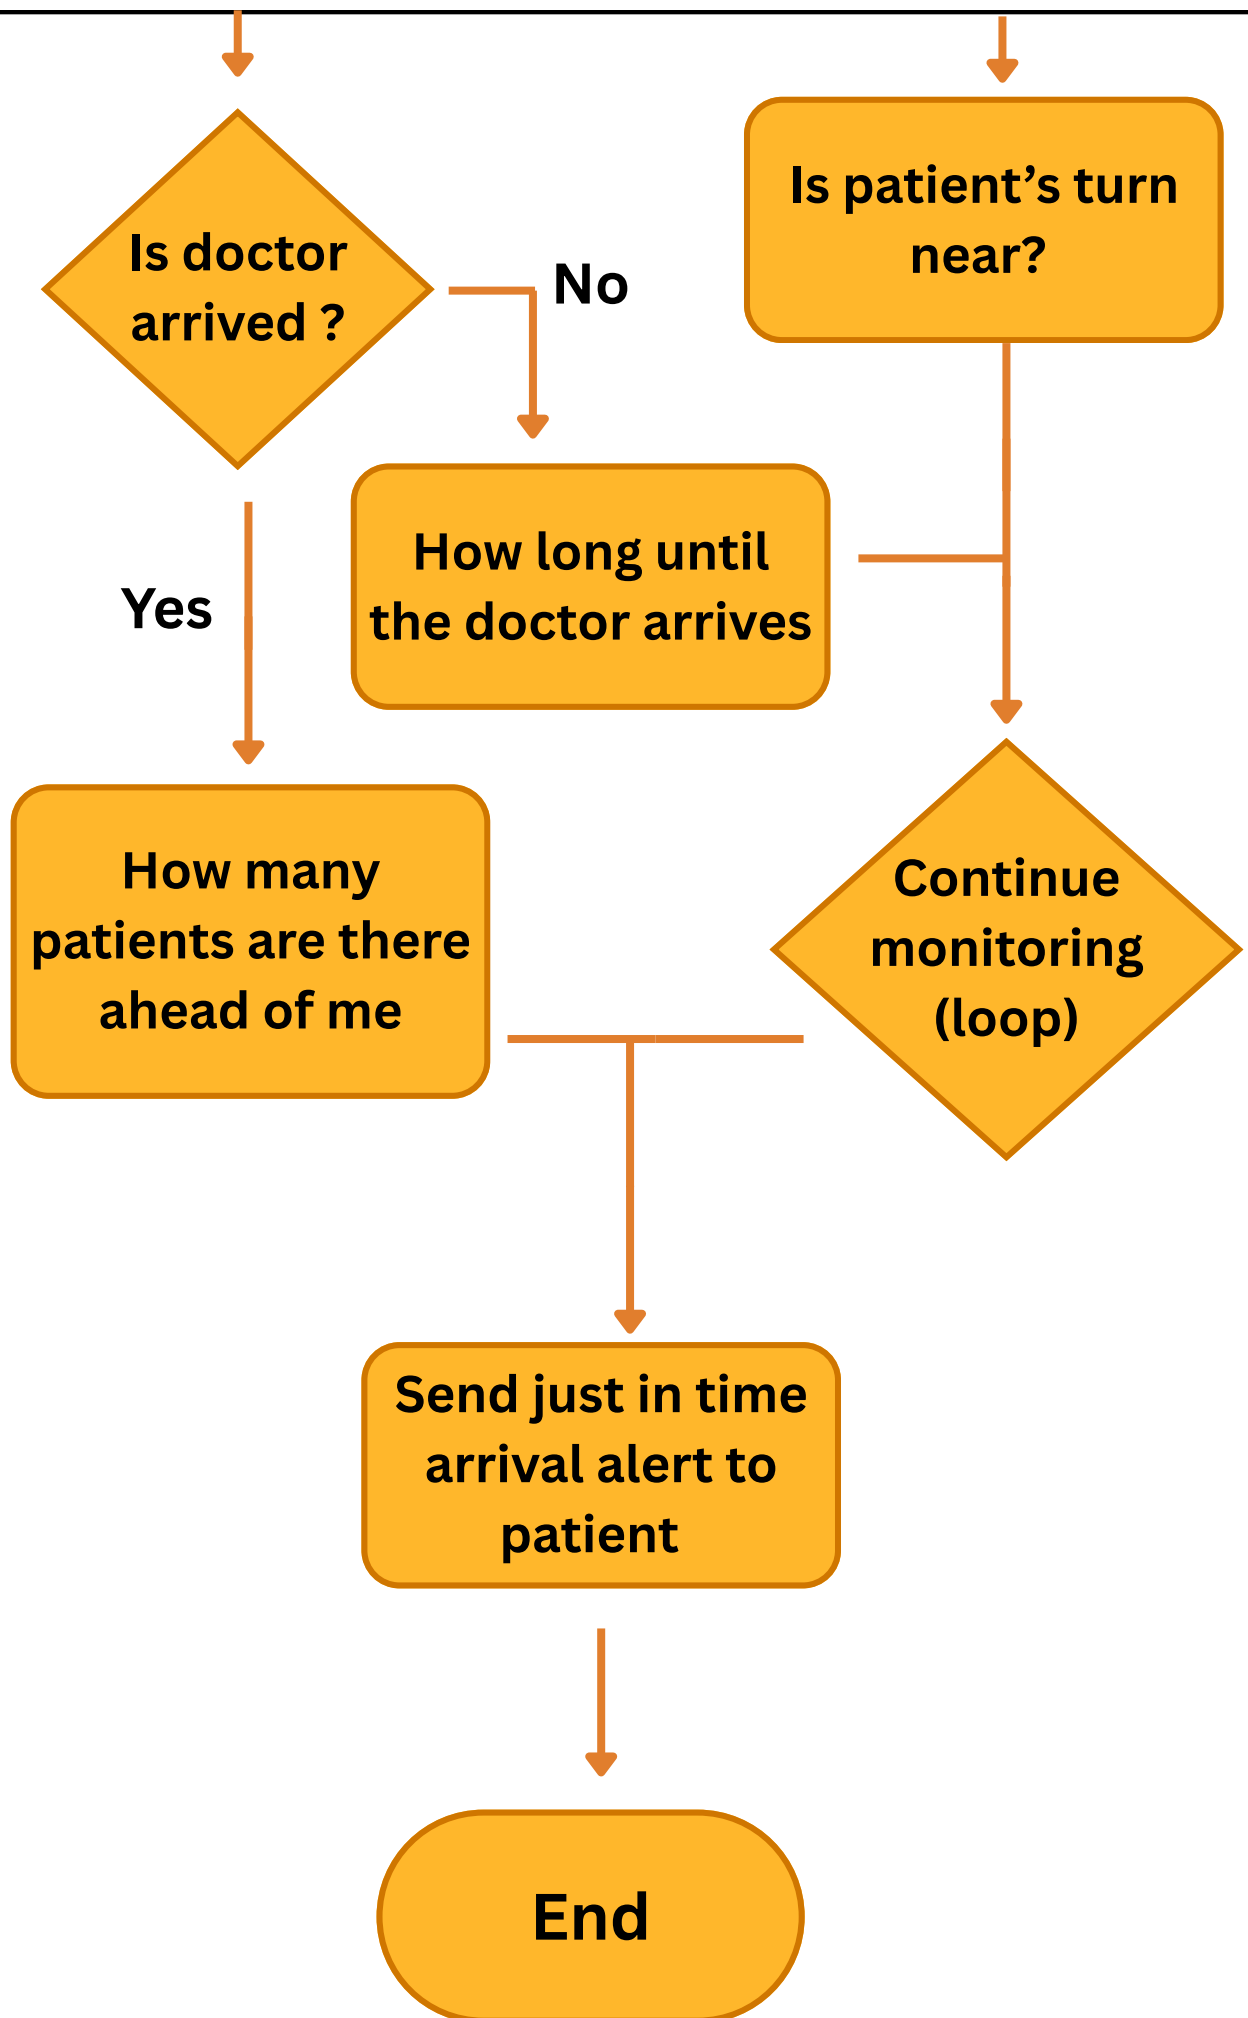 Is doctor
arrived ?
No
Is patient’s turn
near?
How long until
the doctor arrives
Yes
How many
patients are there
ahead of me
Continue
monitoring
(loop)
Send just in time
arrival alert to
patient
End